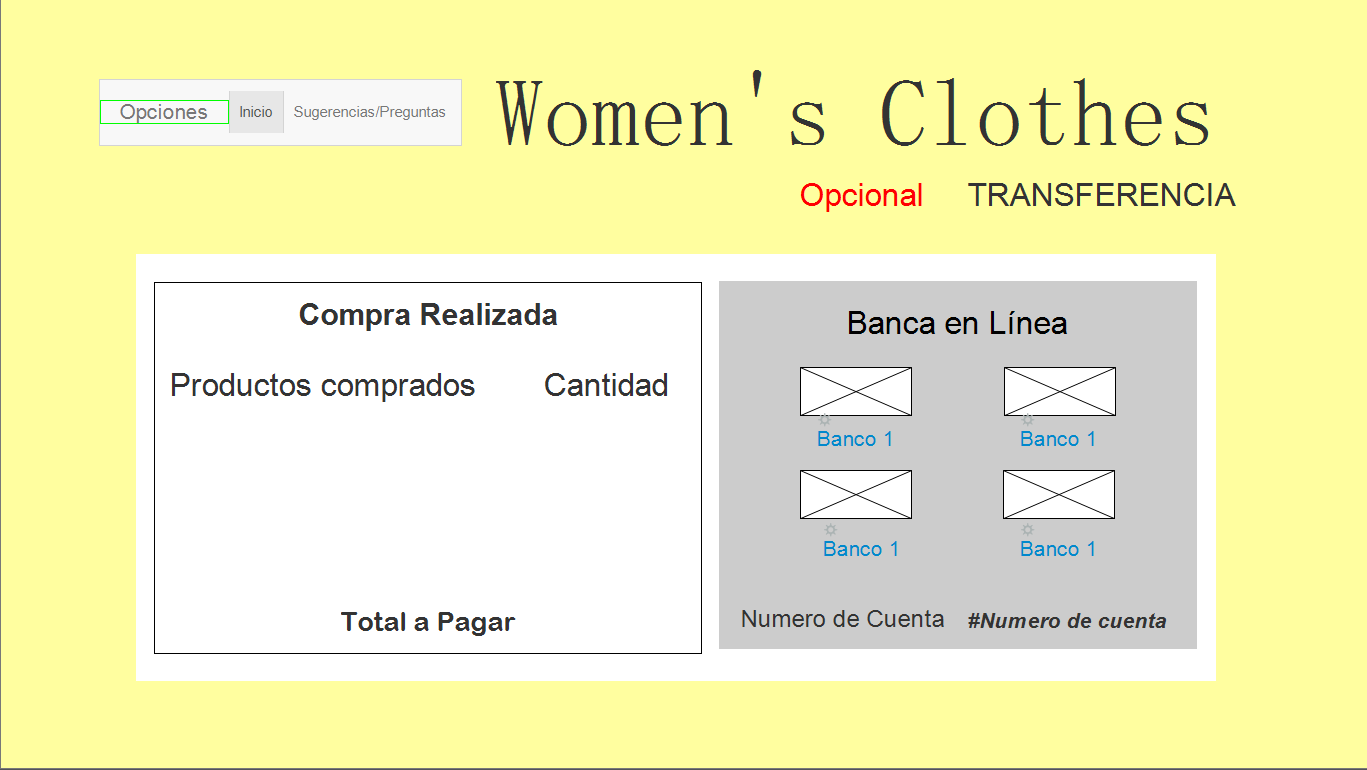 Women's Clothes
Opciones Inicio Sugerencias/Preguntas
Opcional TRANSFERENCIA
Compra Realizada
Productos comprados Cantidad
Total a Pagar
Banca en Línea
Banco 1 Banco 1
Banco 1 Banco 1
Numero de Cuenta #Numero de cuenta